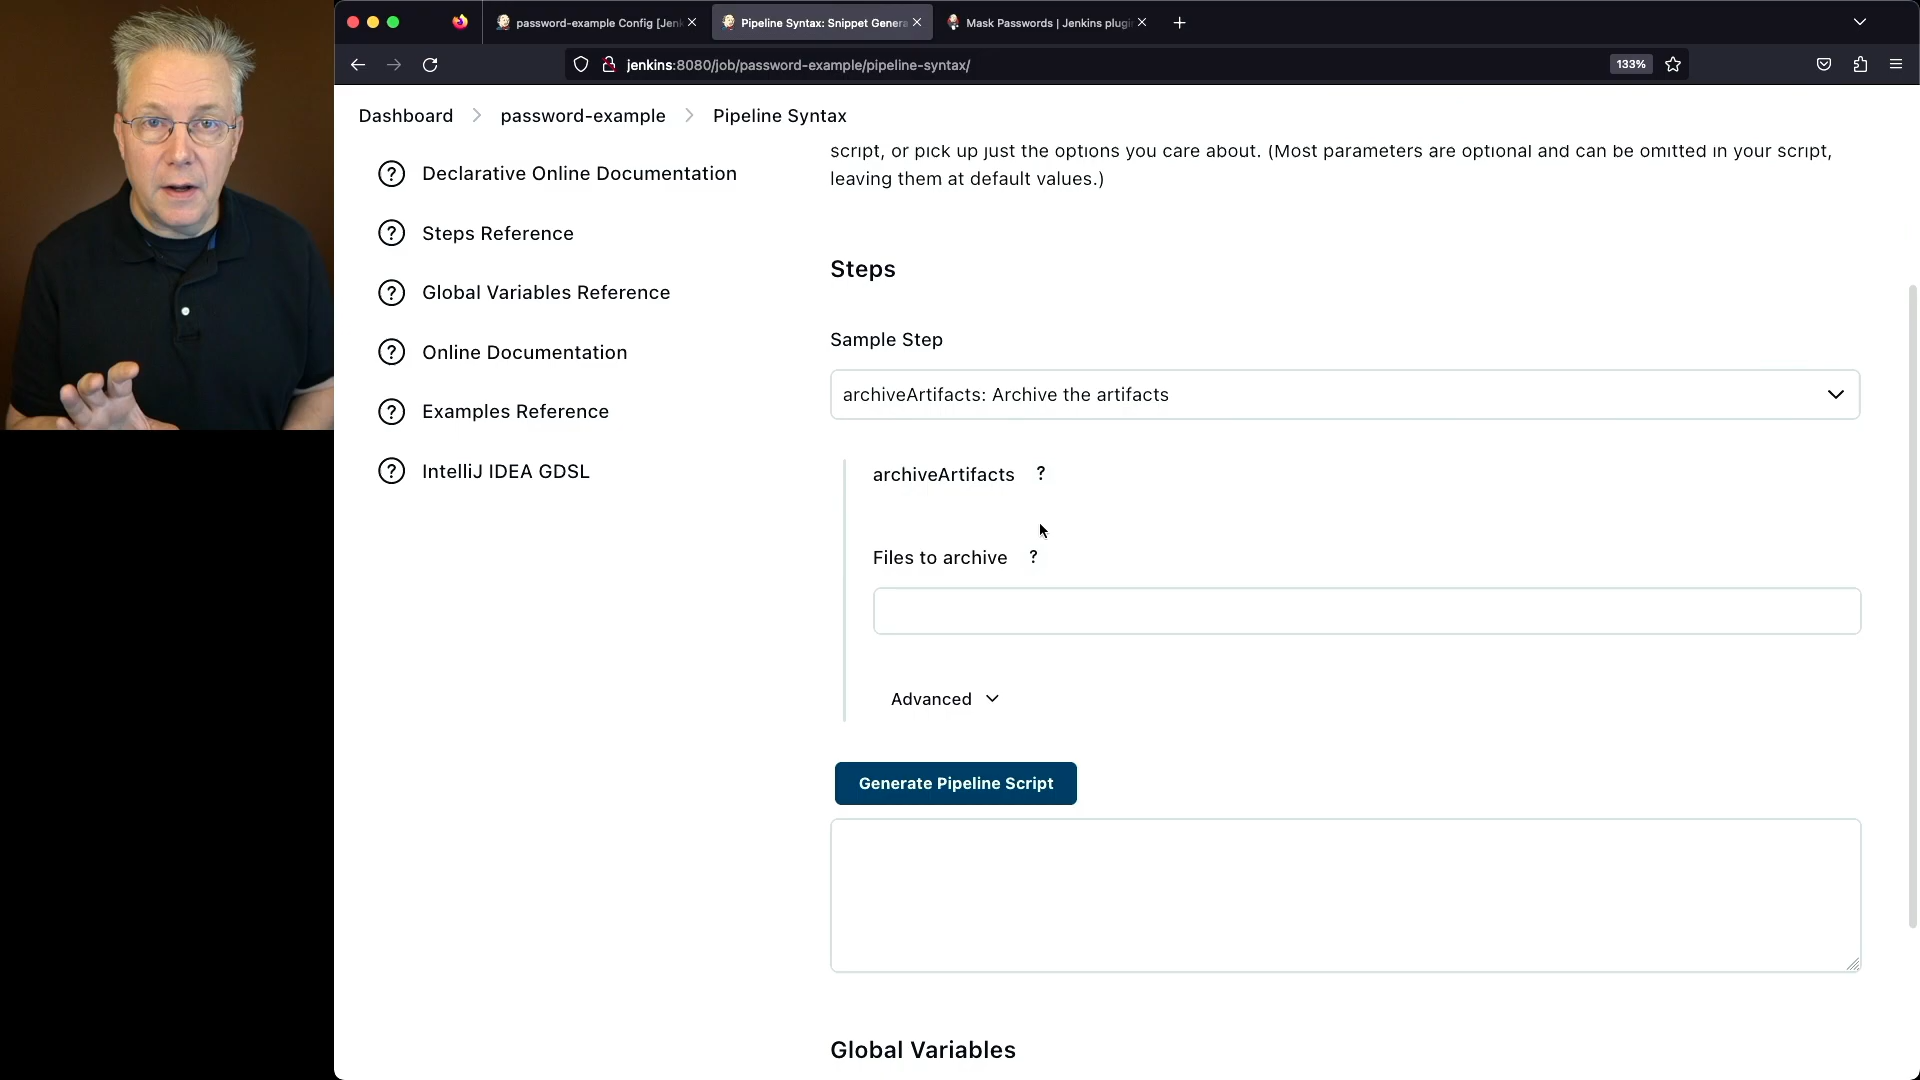 password-example Config [Jenk
Pipeline Syntax: Snippet Genera
Mask Passwords | Jenkins plugin
jenkins:8080/job/password-example/pipeline-syntax/
133%
Dashboard
password-example
Pipeline Syntax
script, or pick up just the options you care about. (Most parameters are optional and can be omitted in your script,
leaving them at default values.)
Declarative Online Documentation
Steps Reference
Global Variables Reference
Online Documentation
Examples Reference
IntelliJ IDEA GDSL
Steps
Sample Step
archiveArtifacts: Archive the artifacts
archiveArtifacts ?
Files to archive ?
Advanced
Generate Pipeline Script
Global Variables